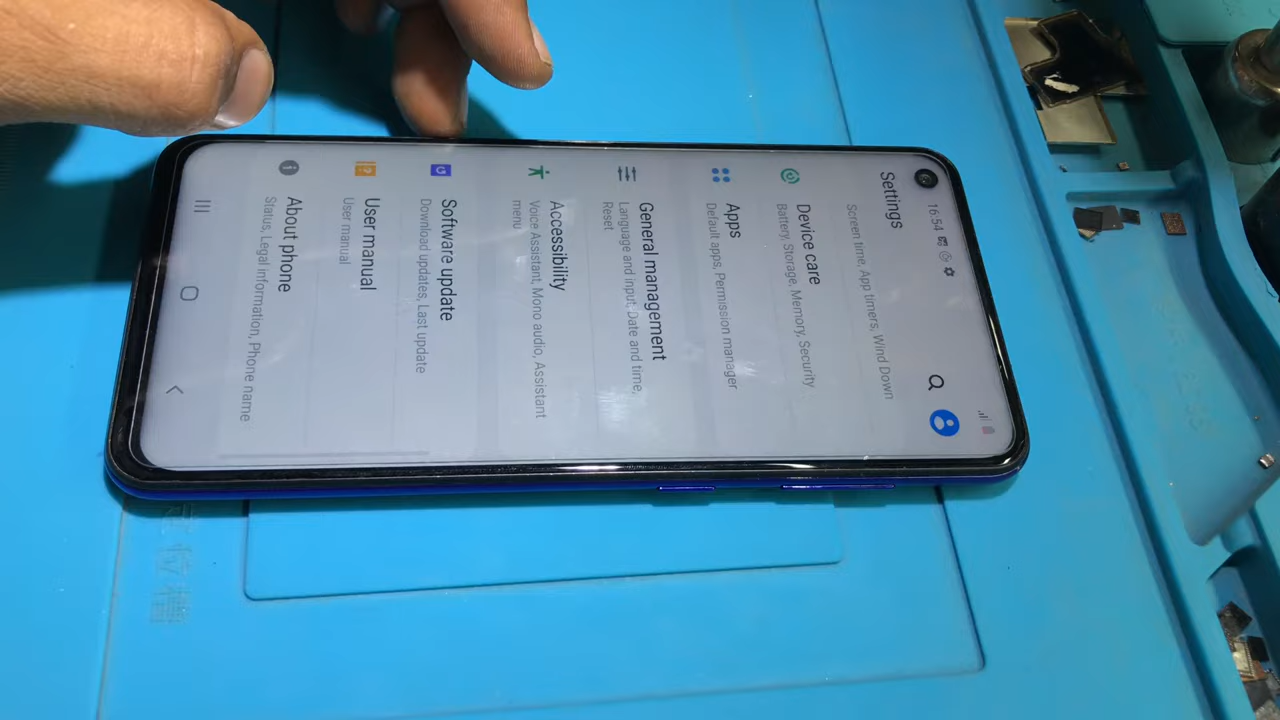 16:54
Settings
Screen time, App timers, Wind Down
Device care
Battery, Storage, Memory, Security
Apps
Default apps, Permission manager
General management
Language and input, Date and time,
Reset
Accessibility
Voice Assistant, Mono audio, Assistant
menu
Software update
Download updates, Last update
User manual
User manual
About phone
Status, Legal information, Phone name